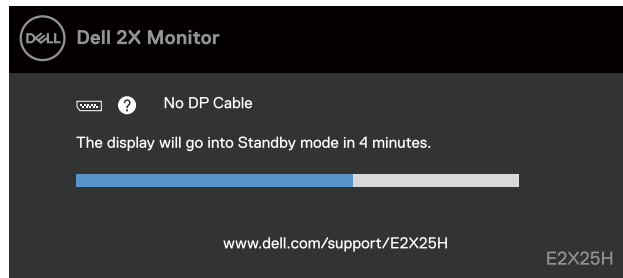 DELL
Dell 2X Monitor
? No DP Cable
The display will go into Standby mode in 4 minutes.
www.dell.com/support/E2X25H
E2X25H